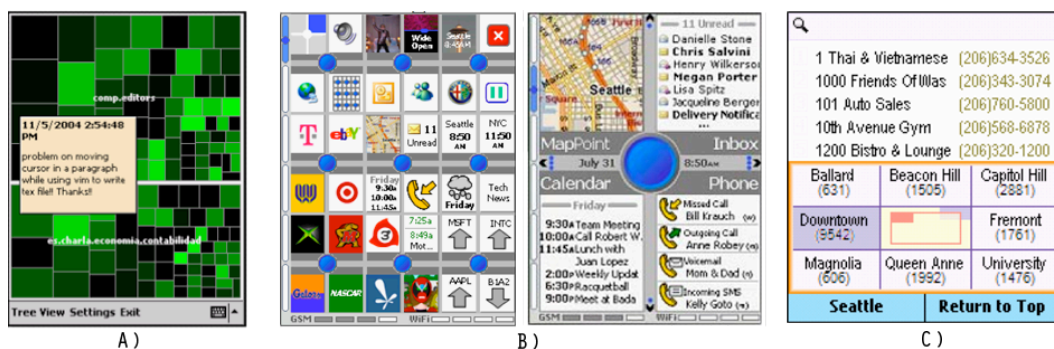 comp.editors
11/5/2004 2:54:48
PM
problem on moving
cursor in a paragraph
while using vim to write
tex file!! Thanks!!
es.charla.economia.contabilidad
Tree View Settings Exit
A)
Wide
Open
Seattle
8:45AM
T
ebay
11
Unread
Seattle
8:50
AM
NYC
11:50
AM
Friday
9:30a
10:00a
11:45a
Friday
Tech
News
3
7:25a
8:49a
Mot...
MSFT
INTC
NASCAR
AAPL
B1A2
GSM
WiFi
Seattle
MapPoint
11 Unread
Danielle Stone
Chris Salvini
Henry Wilkerson
Megan Porter
Lisa Spitz
Jacqueline Berger
Delivery Notifica
...
Inbox
July 31
8:50AM
Calendar
Phone
Friday
9:30A Team Meeting
10:00A Call Robert W.
11:45A Lunch with
Juan Lopez
2:00P Weekly Updat
6:30P Racquetball
9:00P Meet at Bada
Missed Call
Bill Krauch (w)
Outgoing Call
Anne Robey (m)
Voicemail
Mom & Dad (h)
Incoming SMS
Kelly Goto (w)
GSM
WiFi
B)
1 Thai & Vietnamese (206)634-3526
1000 Friends Of Was (206)343-3074
101 Auto Sales (206)760-5800
10th Avenue Gym (206)568-6878
1200 Bistro & Lounge (206)320-1200
Ballard
(631)
Beacon Hill
(1505)
Capitol Hill
(2881)
Downtown
(9542)
Fremont
(1761)
Magnolia
(606)
Queen Anne
(1992)
University
(1476)
Seattle
Return to Top
C)